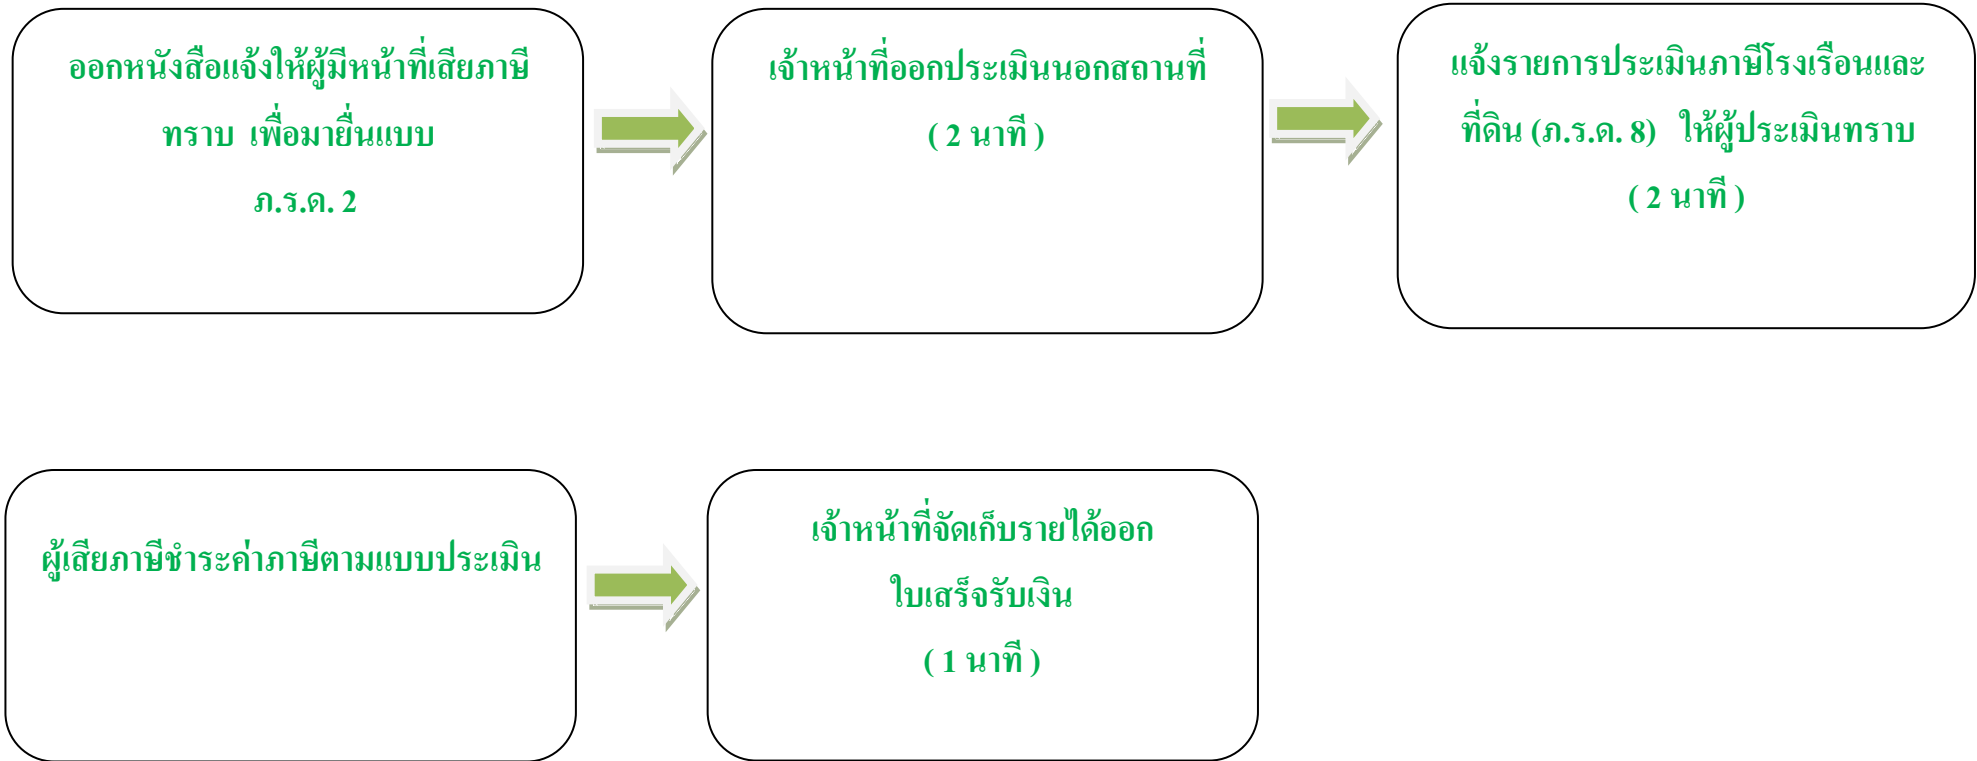 ออกหนังสือแจ้งให้ผู้มีหน้าที่เสียภาษี
ทราบ เพื่อมายื่นแบบ
ภ.ร.ด. 2
เจ้าหน้าที่ออกประเมินนอกสถานที่
( 2 นาที )
แจ้งรายการประเมินภาษีโรงเรือนและ
ที่ดิน (ภ.ร.ด. 8) ให้ผู้ประเมินทราบ
( 2 นาที )
ผู้เสียภาษีชำระค่าภาษีตามแบบประเมิน
เจ้าหน้าที่จัดเก็บรายได้ออก
ใบเสร็จรับเงิน
( 1 นาที )